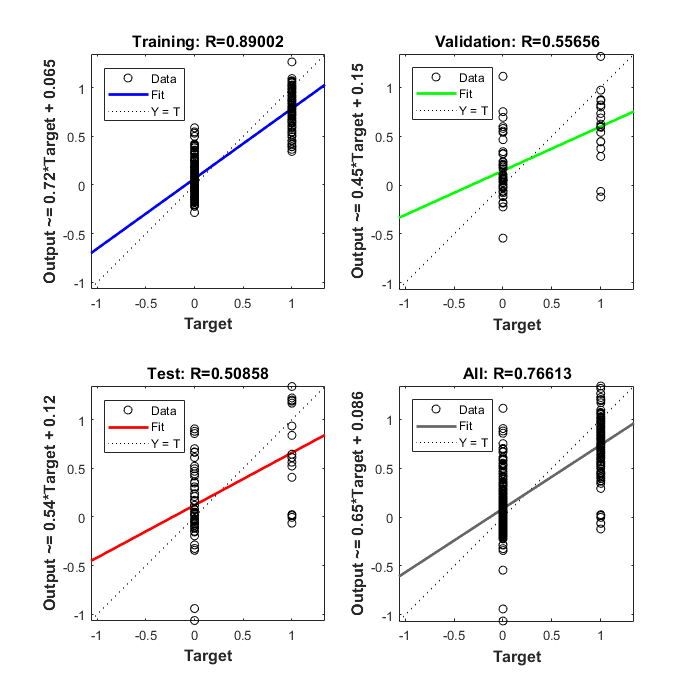 Training: R=0.89002
Output ~= 0.72*Target + 0.065
Data
Fit
Y = T
1
0.5
0
-0.5
-1
-1 -0.5 0 0.5 1
Target
Validation: R=0.55656
Output ~= 0.45*Target + 0.15
Data
Fit
Y = T
1
0.5
0
-0.5
-1
-1 -0.5 0 0.5 1
Target
Test: R=0.50858
Output ~= 0.54*Target + 0.12
Data
Fit
Y = T
1
0.5
0
-0.5
-1
-1 -0.5 0 0.5 1
Target
All: R=0.76613
Output ~= 0.65*Target + 0.086
Data
Fit
Y = T
1
0.5
0
-0.5
-1
-1 -0.5 0 0.5 1
Target